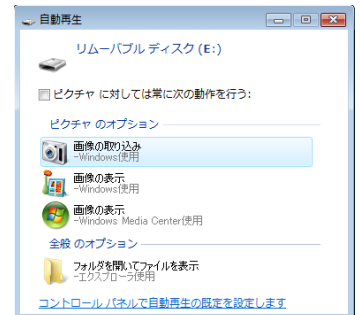 自動再生
リムーバブル ディスク (E:)
ピクチャ に対しては常に次の動作を行う:
ピクチャ のオプション
画像の取り込み
-Windows使用
画像の表示
-Windows使用
画像の表示
-Windows Media Center使用
全般 のオプション
フォルダを開いてファイルを表示
-エクスプローラ使用
コントロール パネルで自動再生の既定を設定します